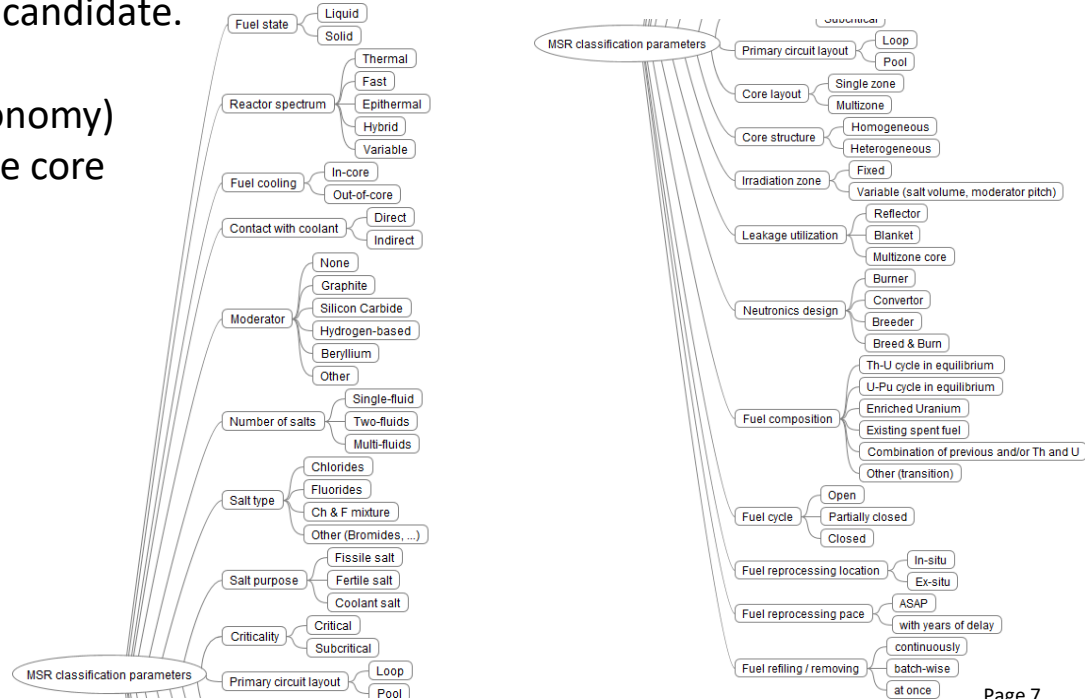 candidate.
onomy)
e core
Fuel state
Liquid
Solid
Reactor spectrum
Thermal
Fast
Epithermal
Hybrid
Variable
Fuel cooling
In-core
Out-of-core
Contact with coolant
Direct
Indirect
Moderator
None
Graphite
Silicon Carbide
Hydrogen-based
Beryllium
Other
Number of salts
Single-fluid
Two-fluids
Multi-fluids
Salt type
Chlorides
Fluorides
Ch & F mixture
Other (Bromides, ...)
Salt purpose
Fissile salt
Fertile salt
Coolant salt
Criticality
Critical
Subcritical
MSR classification parameters
Primary circuit layout
Loop
Pool
Subcritical
MSR classification parameters
Primary circuit layout
Loop
Pool
Core layout
Single zone
Multizone
Core structure
Homogeneous
Heterogeneous
Irradiation zone
Fixed
Variable (salt volume, moderator pitch)
Leakage utilization
Reflector
Blanket
Multizone core
Neutronics design
Burner
Convertor
Breeder
Breed & Burn
Fuel composition
Th-U cycle in equilibrium
U-Pu cycle in equilibrium
Enriched Uranium
Existing spent fuel
Combination of previous and/or Th and U
Other (transition)
Fuel cycle
Open
Partially closed
Closed
Fuel reprocessing location
In-situ
Ex-situ
Fuel reprocessing pace
ASAP
with years of delay
Fuel refiling / removing
continuously
batch-wise
at once
Page 7